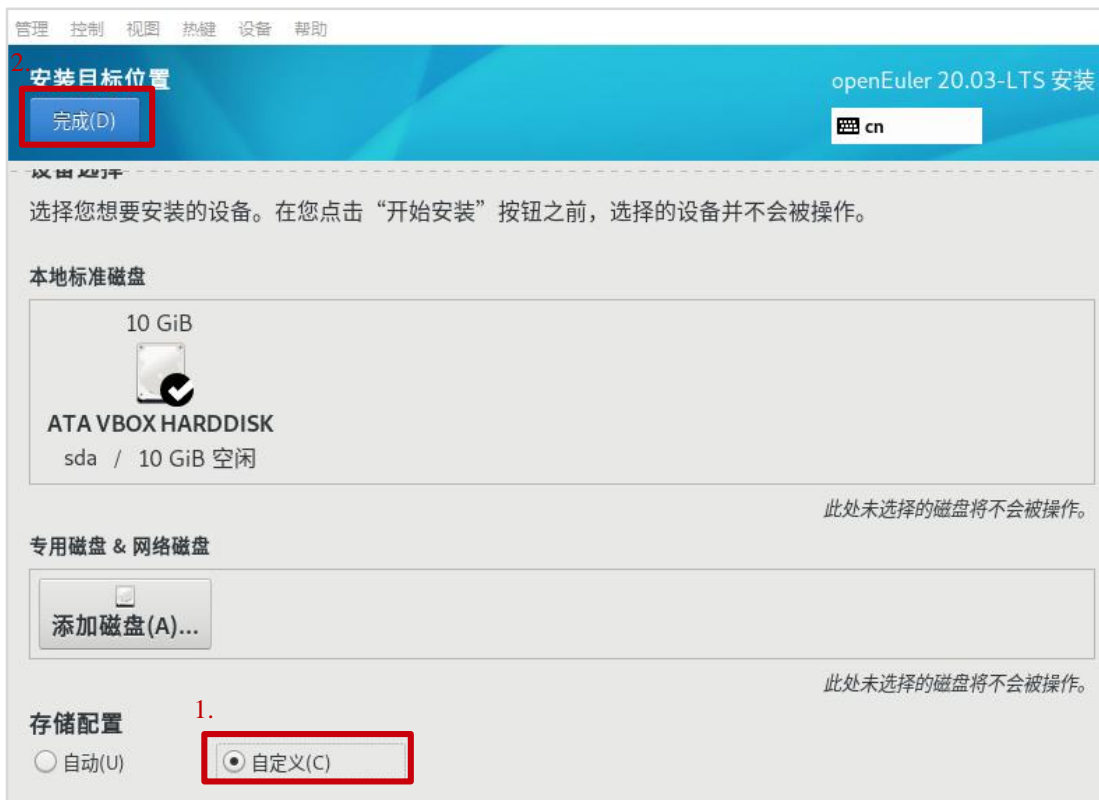 管理 控制 视图 热键 设备 帮助
2.
安装目标位置
openEuler 20.03-LTS 安装
完成(D)
cn
设备选择
选择您想要安装的设备。在您点击“开始安装”按钮之前，选择的设备并不会被操作。
本地标准磁盘
10 GiB
ATA VBOX HARDDISK
sda / 10 GiB 空闲
此处未选择的磁盘将不会被操作。
专用磁盘 & 网络磁盘
添加磁盘(A)...
此处未选择的磁盘将不会被操作。
存储配置
1.
自动(U) 自定义(C)